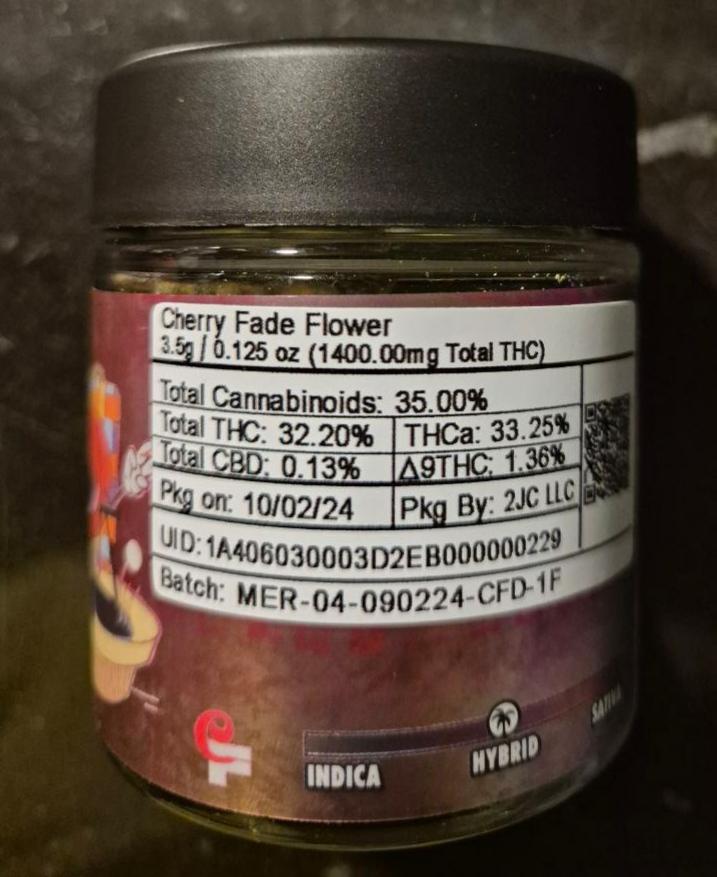 Cherry Fade Flower
3.5g / 0.125 oz (1400.00mg Total THC)
Total Cannabinoids: 35.00%
Total THC: 32.20% THCa: 33.25%
Total CBD: 0.13% Δ9THC: 1.36%
Pkg on: 10/02/24 Pkg By: 2JC LLC
UID: 1A406030003D2EB000000229
Batch: MER-04-090224-CFD-1F
INDICA HYBRID SATIVA